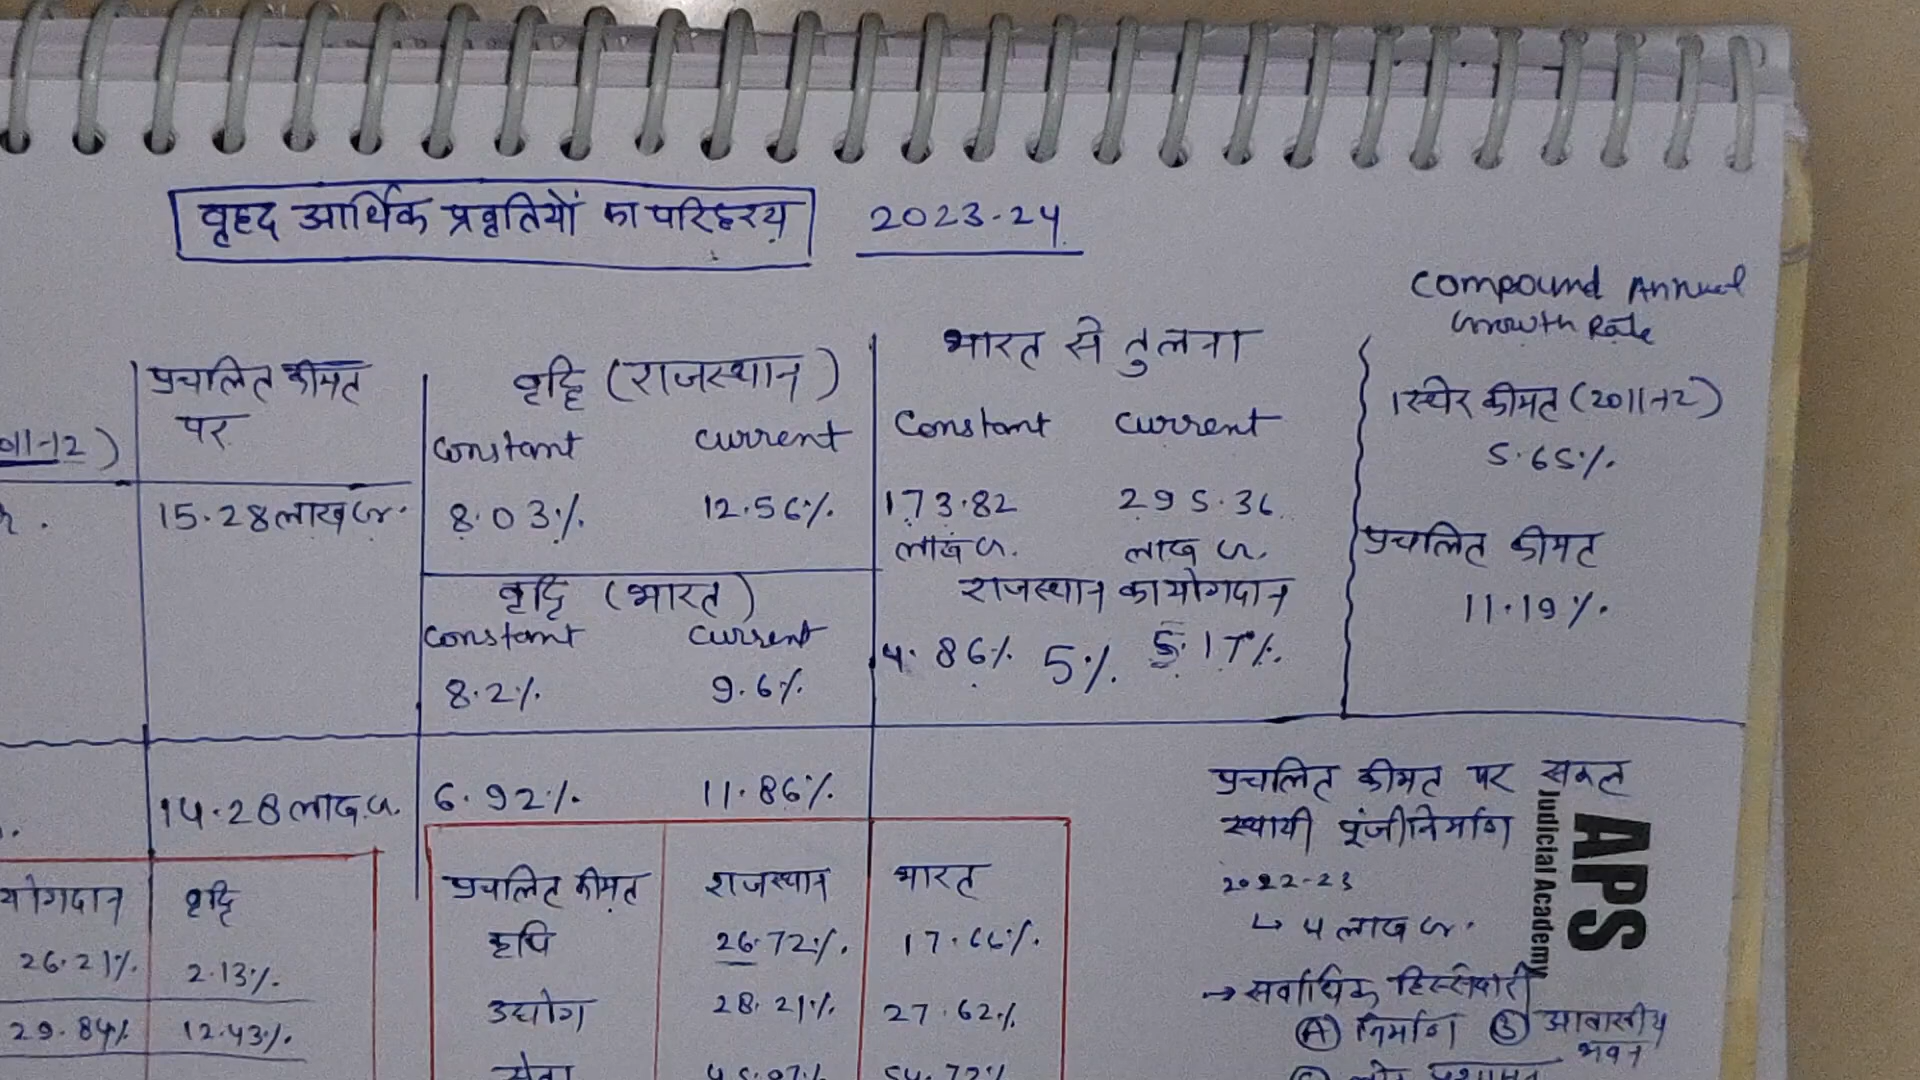 वृहद आर्थिक प्रवृतियों का परिदृश्य 2023-24
Compound Annual
Growth Rate
भारत से तुलना
प्रचलित कीमत
पर
वृद्धि (राजस्थान)
constant current
Constant current
स्थिर कीमत (2011-12)
5.65%
011-12)
15.28 लाख cr.
8.03% 12.56%
173.82 295.36
लाख cr. लाख cr.
प्रचलित कीमत
11.19%
वृद्धि (भारत)
constant current
8.2% 9.6%
राजस्थान का योगदान
4.86% 5% 5.17%
14.28 लाख cr. 6.92% 11.86%
प्रचलित कीमत पर सकल
स्थायी पूंजी निर्माण
2022-23
↳ 4 लाख cr.
→ सर्वाधिक हिस्सेदारी
(A) निर्माण (B) आवासीय
भवन
योगदान वृद्धि
26.21% 2.13%
29.84% 12.43%
प्रचलित कीमत राजस्थान भारत
कृषि 26.72% 17.66%
उद्योग 28.21% 27.62%
सेवा 45.07% 54.72%
APS
Judicial Academy